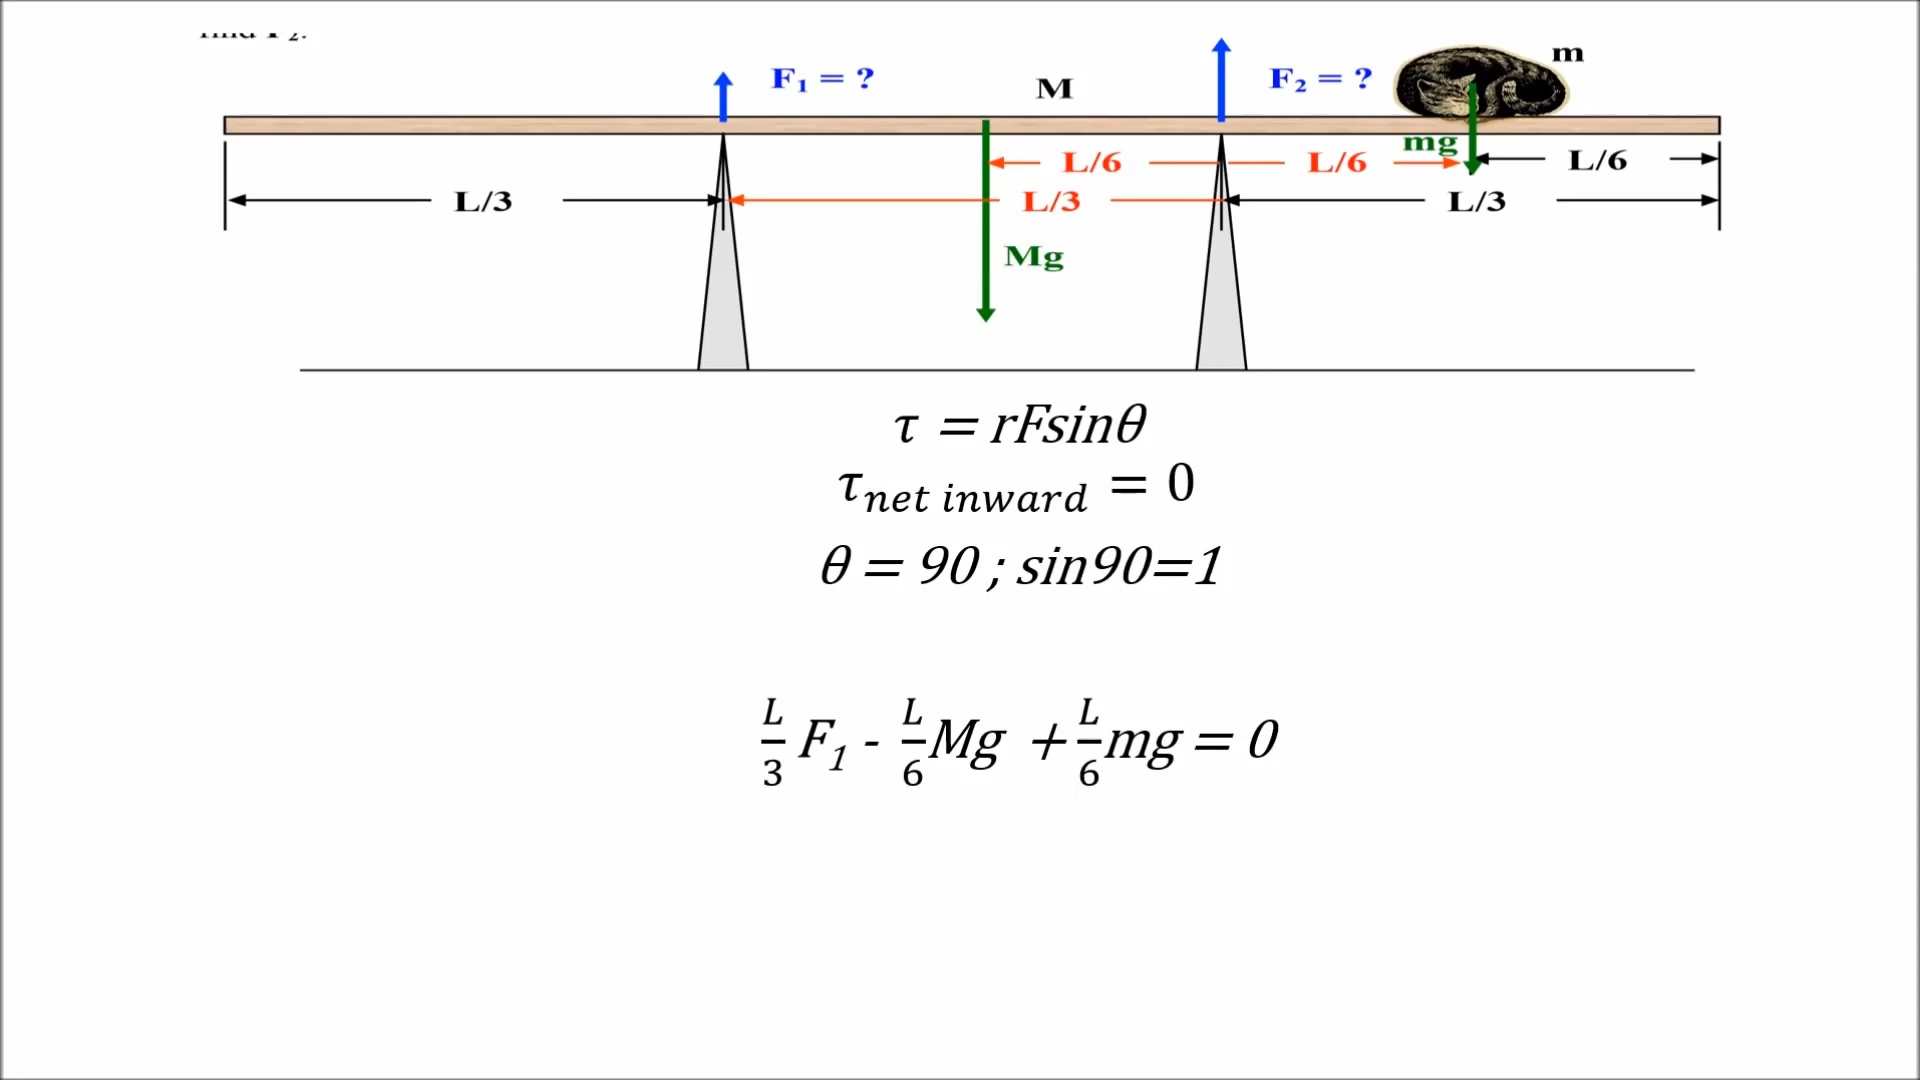 F₁ = ?
M
F₂ = ?
m
mg
L/6
L/6
L/6
L/3
L/3
L/3
Mg
τ = rFsinθ
τ_net inward = 0
θ = 90 ; sin90=1
L/3 F₁ - L/6 Mg + L/6 mg = 0